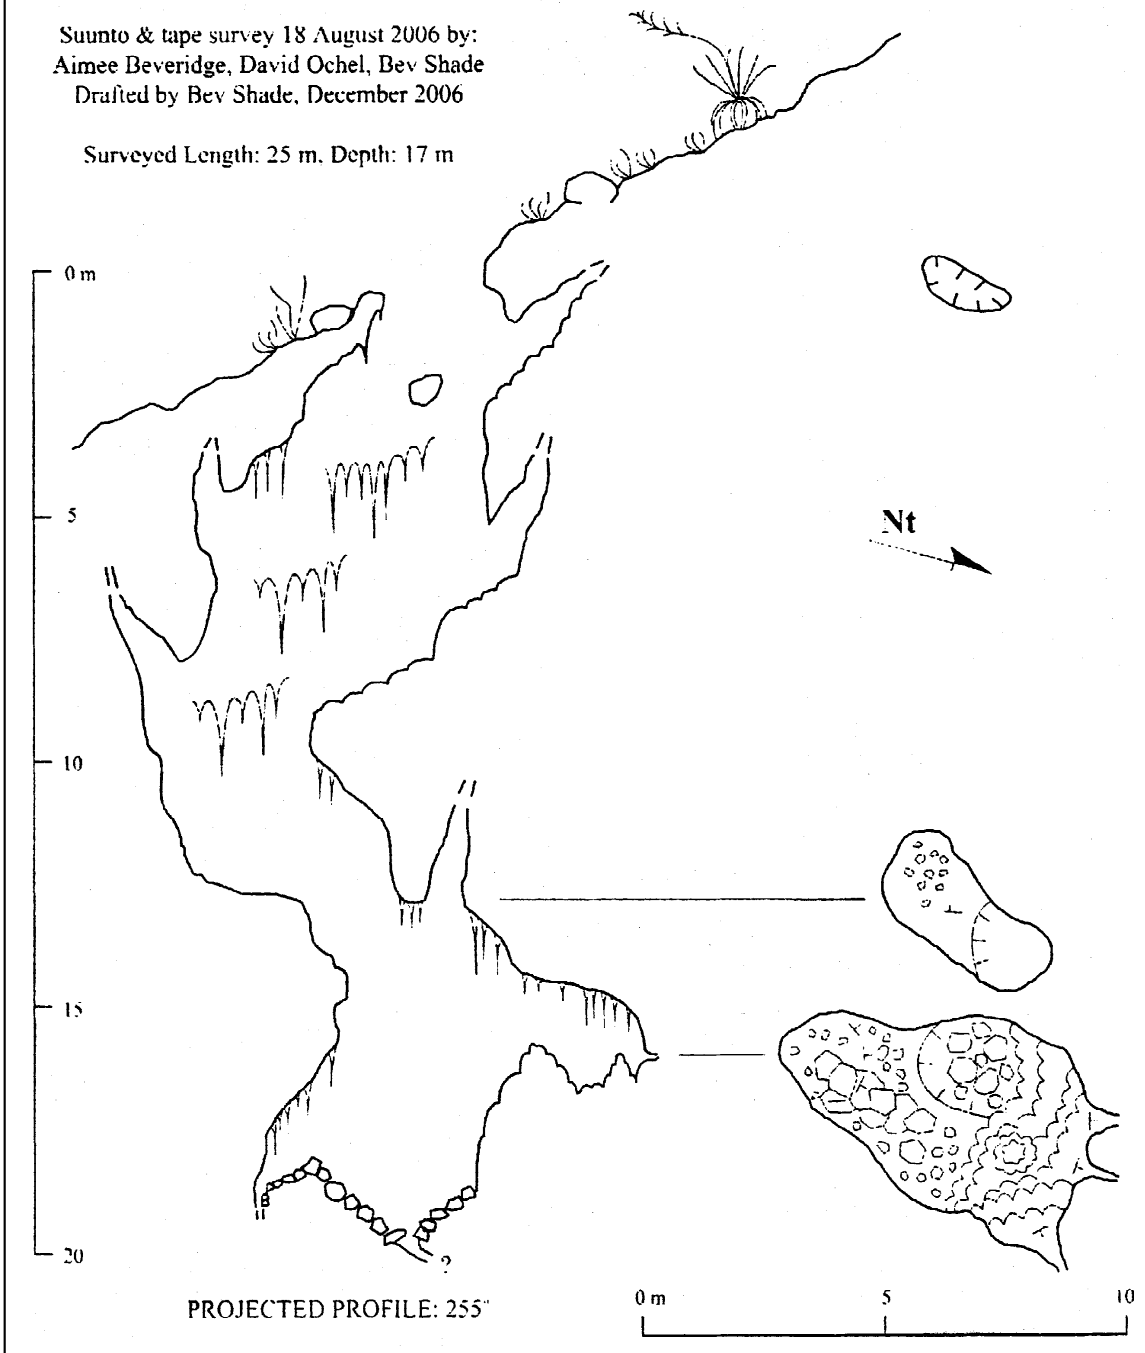 Suunto & tape survey 18 August 2006 by:
Aimee Beveridge, David Ochel, Bev Shade
Drafted by Bev Shade, December 2006
Surveyed Length: 25 m, Depth: 17 m
0 m
5
Nt
10
15
20
?
PROJECTED PROFILE: 255°
0 m 5 10